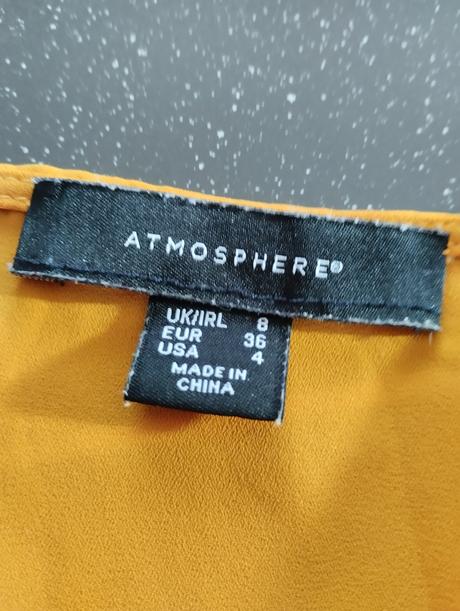 ATMOSPHERE®
UK/IRL 8
EUR 36
USA 4
MADE IN
CHINA